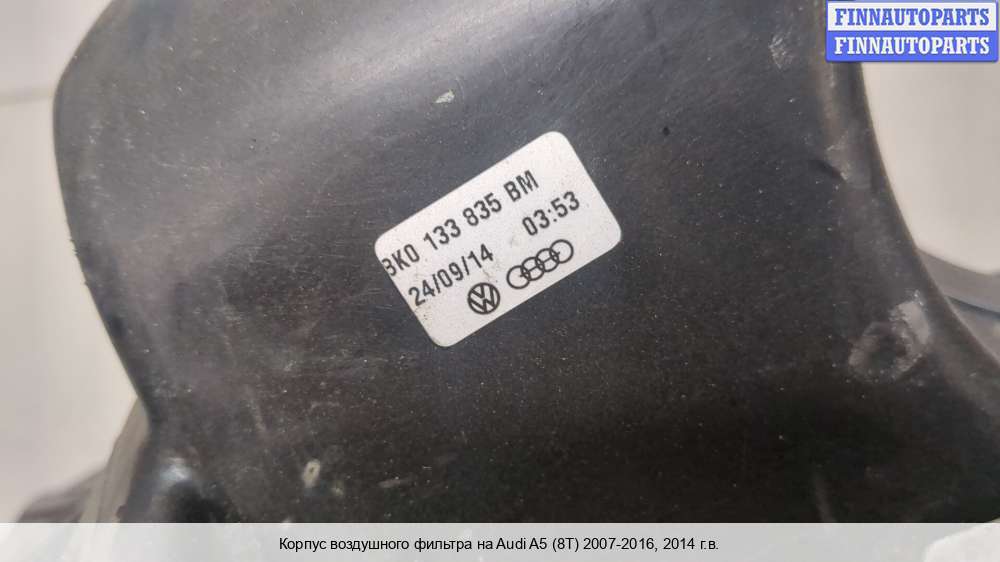 FINNAUTOPARTS
FINNAUTOPARTS
8K0 133 835 BM
24/09/14 03:53
Корпус воздушного фильтра на Audi A5 (8T) 2007-2016, 2014 г.в.